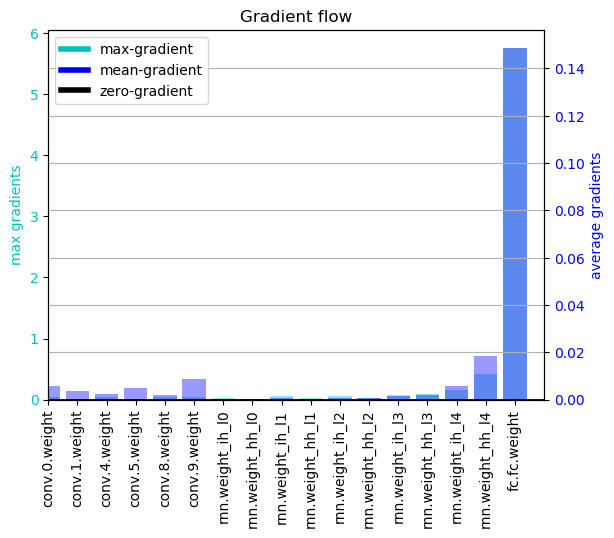 Gradient flow
max-gradient
mean-gradient
zero-gradient
max gradients
6
5
4
3
2
1
0
0.14
0.12
0.10
0.08
0.06
0.04
0.02
0.00
average gradients
conv.0.weight
conv.1.weight
conv.4.weight
conv.5.weight
conv.8.weight
conv.9.weight
rnn.weight_ih_l0
rnn.weight_hh_l0
rnn.weight_ih_l1
rnn.weight_hh_l1
rnn.weight_ih_l2
rnn.weight_hh_l2
rnn.weight_ih_l3
rnn.weight_hh_l3
rnn.weight_ih_l4
rnn.weight_hh_l4
fc.fc.weight